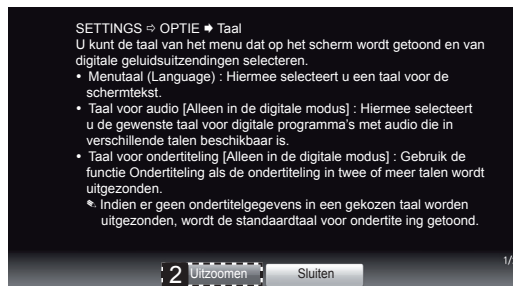 SETTINGS ⇨ OPTIE ➡ Taal
U kunt de taal van het menu dat op het scherm wordt getoond en van
digitale geluidsuitzendingen selecteren.
• Menutaal (Language) : Hiermee selecteert u een taal voor de
schermtekst.
• Taal voor audio [Alleen in de digitale modus] : Hiermee selecteert
u de gewenste taal voor digitale programma's met audio die in
verschillende talen beschikbaar is.
• Taal voor ondertiteling [Alleen in de digitale modus] : Gebruik de
functie Ondertiteling als de ondertiteling in twee of meer talen wordt
uitgezonden.
✎ Indien er geen ondertitelgegevens in een gekozen taal worden
uitgezonden, wordt de standaardtaal voor ondertite ing getoond.
1/
2 Uitzoomen Sluiten